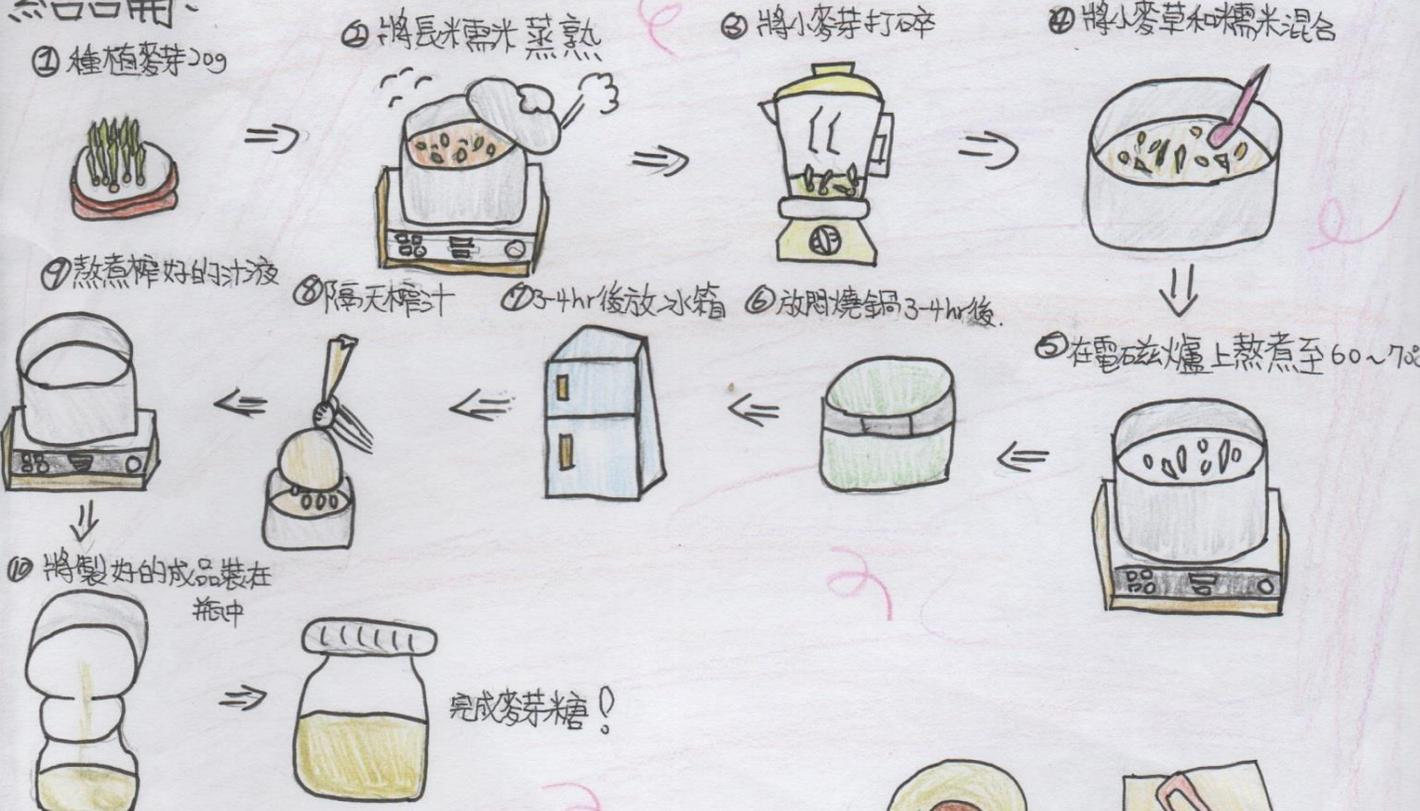 ① 種植麥芽20g
② 將長米糯米蒸熟
③ 將小麥芽打碎
④ 將小麥草和糯米混合
⑤ 在電磁爐上熬煮至60~70°
⑥ 放悶燒鍋3-4hr後.
⑦ 3-4hr後放冰箱
⑧ 隔天榨汁
⑨ 熬煮榨好的汁液
⑩ 將製好的成品裝在
瓶中
完成麥芽糖!